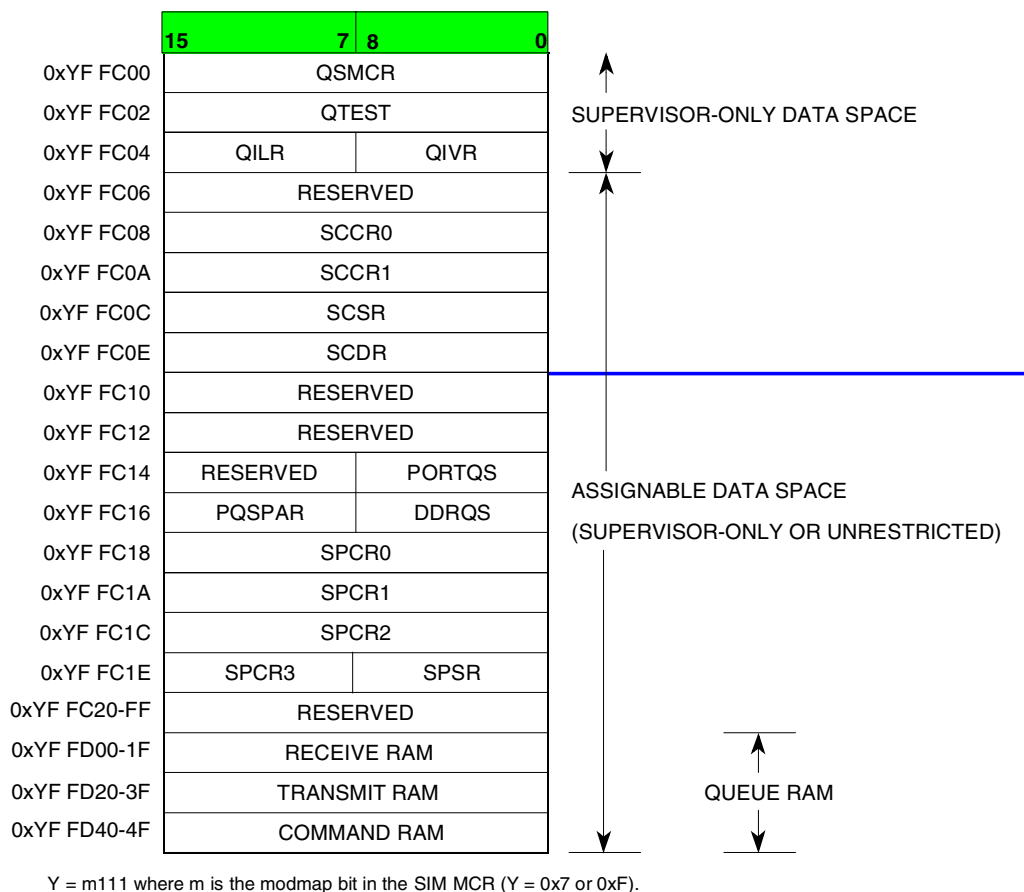 15 7 8 0
0xYF FC00 QSMCR
0xYF FC02 QTEST SUPERVISOR-ONLY DATA SPACE
0xYF FC04 QILR QIVR
0xYF FC06 RESERVED
0xYF FC08 SCCR0
0xYF FC0A SCCR1
0xYF FC0C SCSR
0xYF FC0E SCDR
0xYF FC10 RESERVED
0xYF FC12 RESERVED
0xYF FC14 RESERVED PORTQS ASSIGNABLE DATA SPACE
0xYF FC16 PQSPAR DDRQS (SUPERVISOR-ONLY OR UNRESTRICTED)
0xYF FC18 SPCR0
0xYF FC1A SPCR1
0xYF FC1C SPCR2
0xYF FC1E SPCR3 SPSR
0xYF FC20-FF RESERVED
0xYF FD00-1F RECEIVE RAM
0xYF FD20-3F TRANSMIT RAM QUEUE RAM
0xYF FD40-4F COMMAND RAM
Y = m111 where m is the modmap bit in the SIM MCR (Y = 0x7 or 0xF).